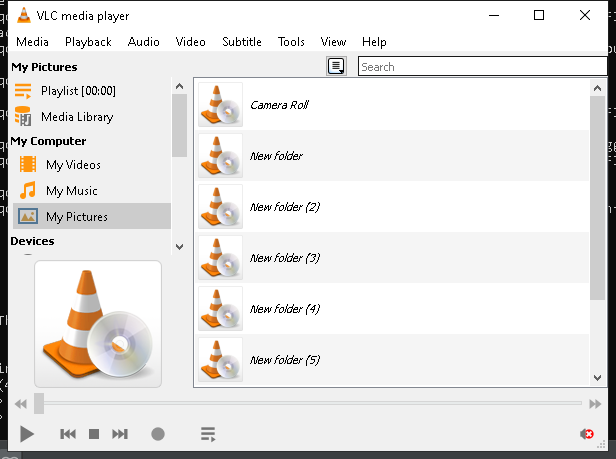 VLC media player
Media Playback Audio Video Subtitle Tools View Help
My Pictures
Search
Playlist [00:00]
Media Library
My Computer
My Videos
My Music
My Pictures
Devices
Camera Roll
New folder
New folder (2)
New folder (3)
New folder (4)
New folder (5)